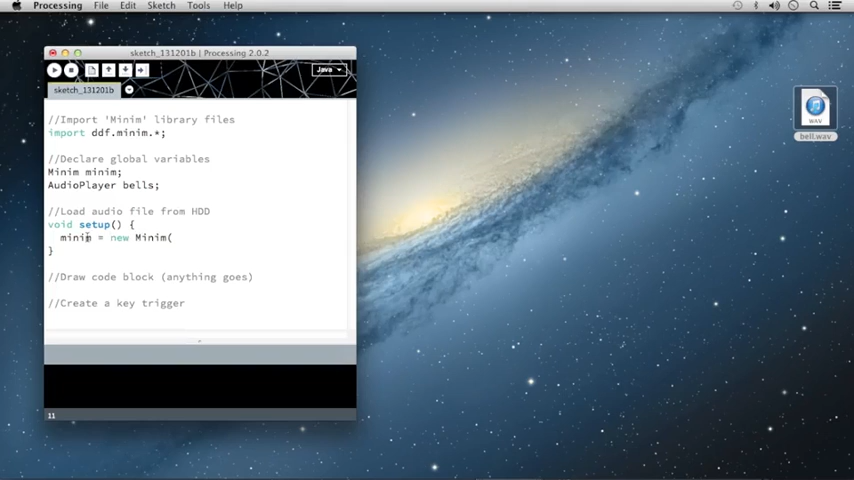 Processing File Edit Sketch Tools Help
sketch_131201b | Processing 2.0.2
Java
sketch_131201b
//Import 'Minim' library files
import ddf.minim.*;
//Declare global variables
Minim minim;
AudioPlayer bells;
//Load audio file from HDD
void setup() {
minim = new Minim(
}
//Draw code block (anything goes)
//Create a key trigger
11
WAV
bell.wav